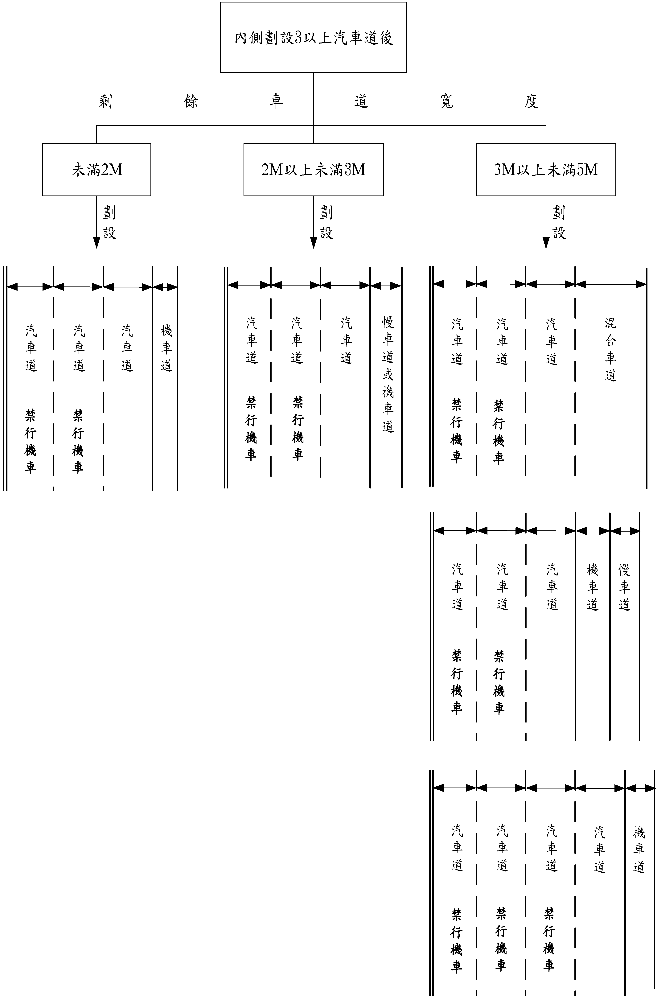 內側劃設3以上汽車道後
剩餘車道寬度
未滿2M
2M以上未滿3M
3M以上未滿5M
劃設
劃設
劃設
汽車道
汽車道
汽車道
機車道
禁行機車
禁行機車
汽車道
汽車道
汽車道
慢車道或機車道
禁行機車
禁行機車
汽車道
汽車道
汽車道
混合車道
禁行機車
禁行機車
汽車道
汽車道
汽車道
機車道
慢車道
禁行機車
禁行機車
汽車道
汽車道
汽車道
汽車道
機車道
禁行機車
禁行機車
禁行機車